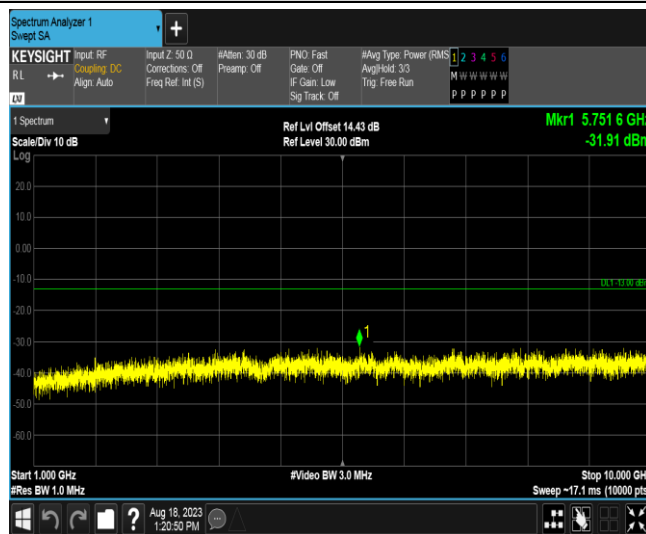 Spectrum Analyzer 1
Swept SA
+
KEYSIGHT
RL
Input: RF
Coupling: DC
Align: Auto
Input Z: 50 Ω
Corrections: Off
Freq Ref: Int (S)
#Atten: 30 dB
Preamp: Off
PNO: Fast
Gate: Off
IF Gain: Low
Sig Track: Off
#Avg Type: Power (RMS
Avg|Hold: 3/3
Trig: Free Run
1 2 3 4 5 6
M W W W W W
P P P P P P
LXI
1 Spectrum
Scale/Div 10 dB
Log
Ref Lvl Offset 14.43 dB
Ref Level 30.00 dBm
Mkr1 5.751 6 GHz
-31.91 dBm
20.0
10.0
0.00
-10.0
DL1 -13.00 dBm
-20.0
-30.0
1
-40.0
-50.0
-60.0
Start 1.000 GHz
#Video BW 3.0 MHz
Stop 10.000 GHz
#Res BW 1.0 MHz
Sweep ~17.1 ms (10000 pts)
?
Aug 18, 2023
1:20:50 PM